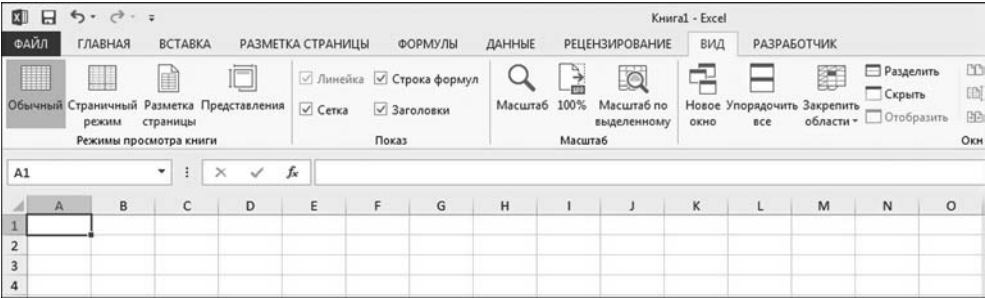 Книга1 - Excel
ФАЙЛ ГЛАВНАЯ ВСТАВКА РАЗМЕТКА СТРАНИЦЫ ФОРМУЛЫ ДАННЫЕ РЕЦЕНЗИРОВАНИЕ ВИД РАЗРАБОТЧИК
Обычный Страничный режим Разметка страницы Представления
Режимы просмотра книги
Линейка Строка формул
Сетка Заголовки
Показ
Масштаб 100% Масштаб по выделенному
Масштаб
Новое окно Упорядочить все Закрепить области
Разделить
Скрыть
Отобразить
Окн
A1 fx
A B C D E F G H I J K L M N O
1
2
3
4